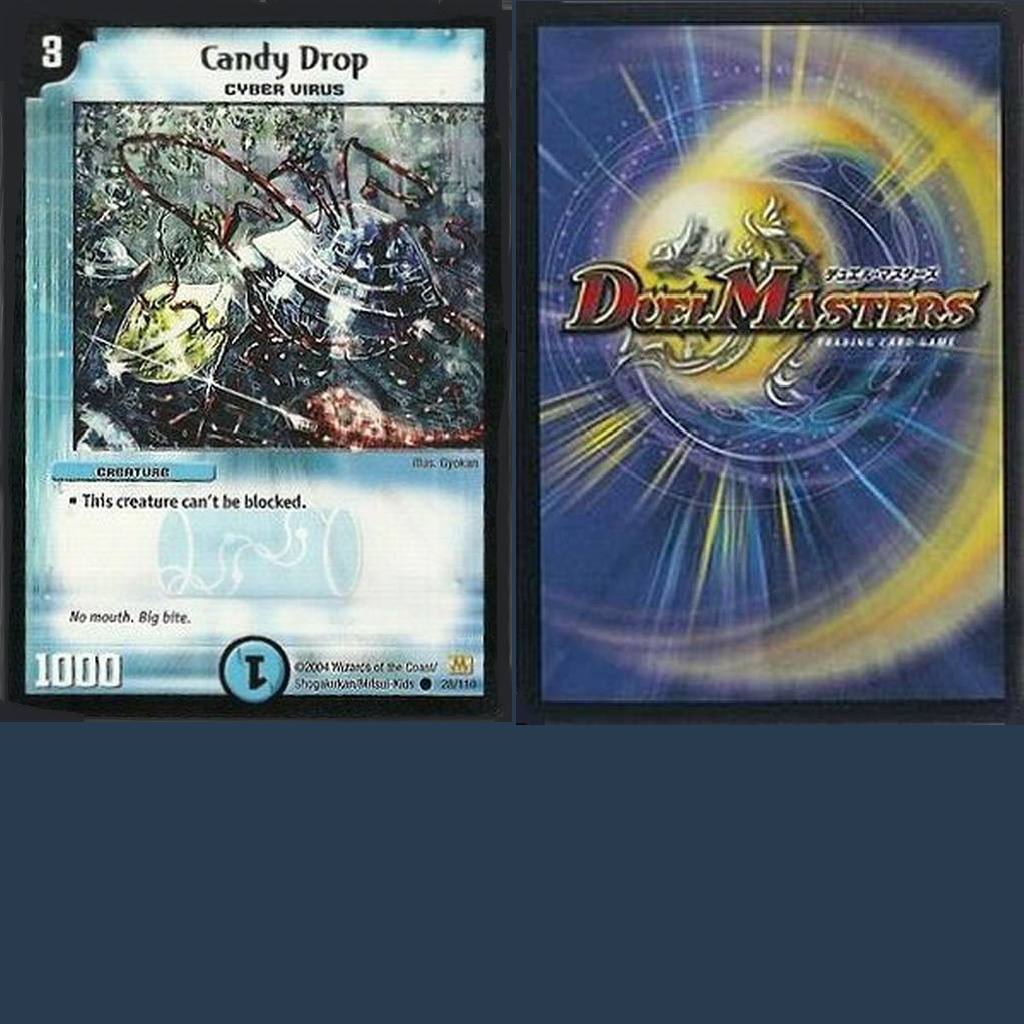 3
Candy Drop
CYBER VIRUS
illus. Gyokan
CREATURE
▪ This creature can't be blocked.
No mouth. Big bite.
1000
1
©2004 Wizards of the Coast/
Shogakukan/Mitsui-Kids ● 28/110
デュエル・マスターズ
DUEL MASTERS
TRADING CARD GAME